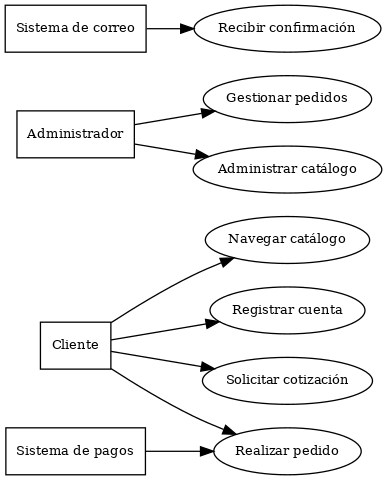 Sistema de correo
Recibir confirmación
Gestionar pedidos
Administrador
Administrar catálogo
Navegar catálogo
Registrar cuenta
Cliente
Solicitar cotización
Sistema de pagos
Realizar pedido